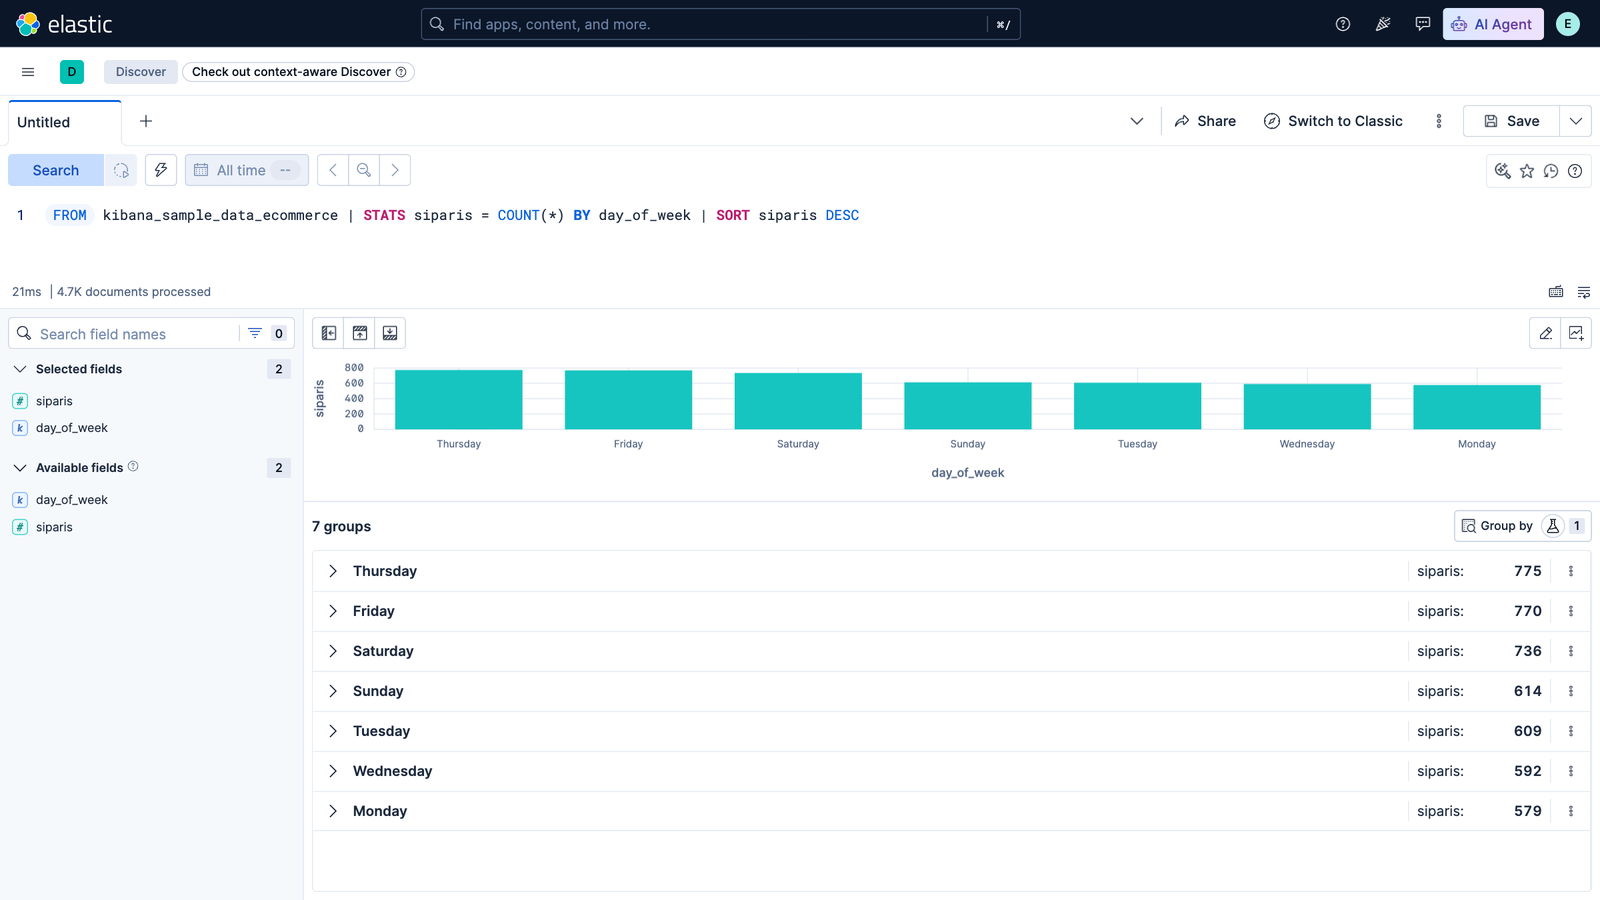 elastic
Find apps, content, and more.
⌘/
AI Agent
E
D
Discover
Check out context-aware Discover
Untitled
Share
Switch to Classic
Save
Search
All time --
1 FROM kibana_sample_data_ecommerce | STATS siparis = COUNT(*) BY day_of_week | SORT siparis DESC
21ms | 4.7K documents processed
Search field names
0
Selected fields 2
# siparis
k day_of_week
Available fields 2
k day_of_week
# siparis
siparis
800
600
400
200
0
Thursday Friday Saturday Sunday Tuesday Wednesday Monday
day_of_week
7 groups
Group by 1
Thursday siparis: 775
Friday siparis: 770
Saturday siparis: 736
Sunday siparis: 614
Tuesday siparis: 609
Wednesday siparis: 592
Monday siparis: 579